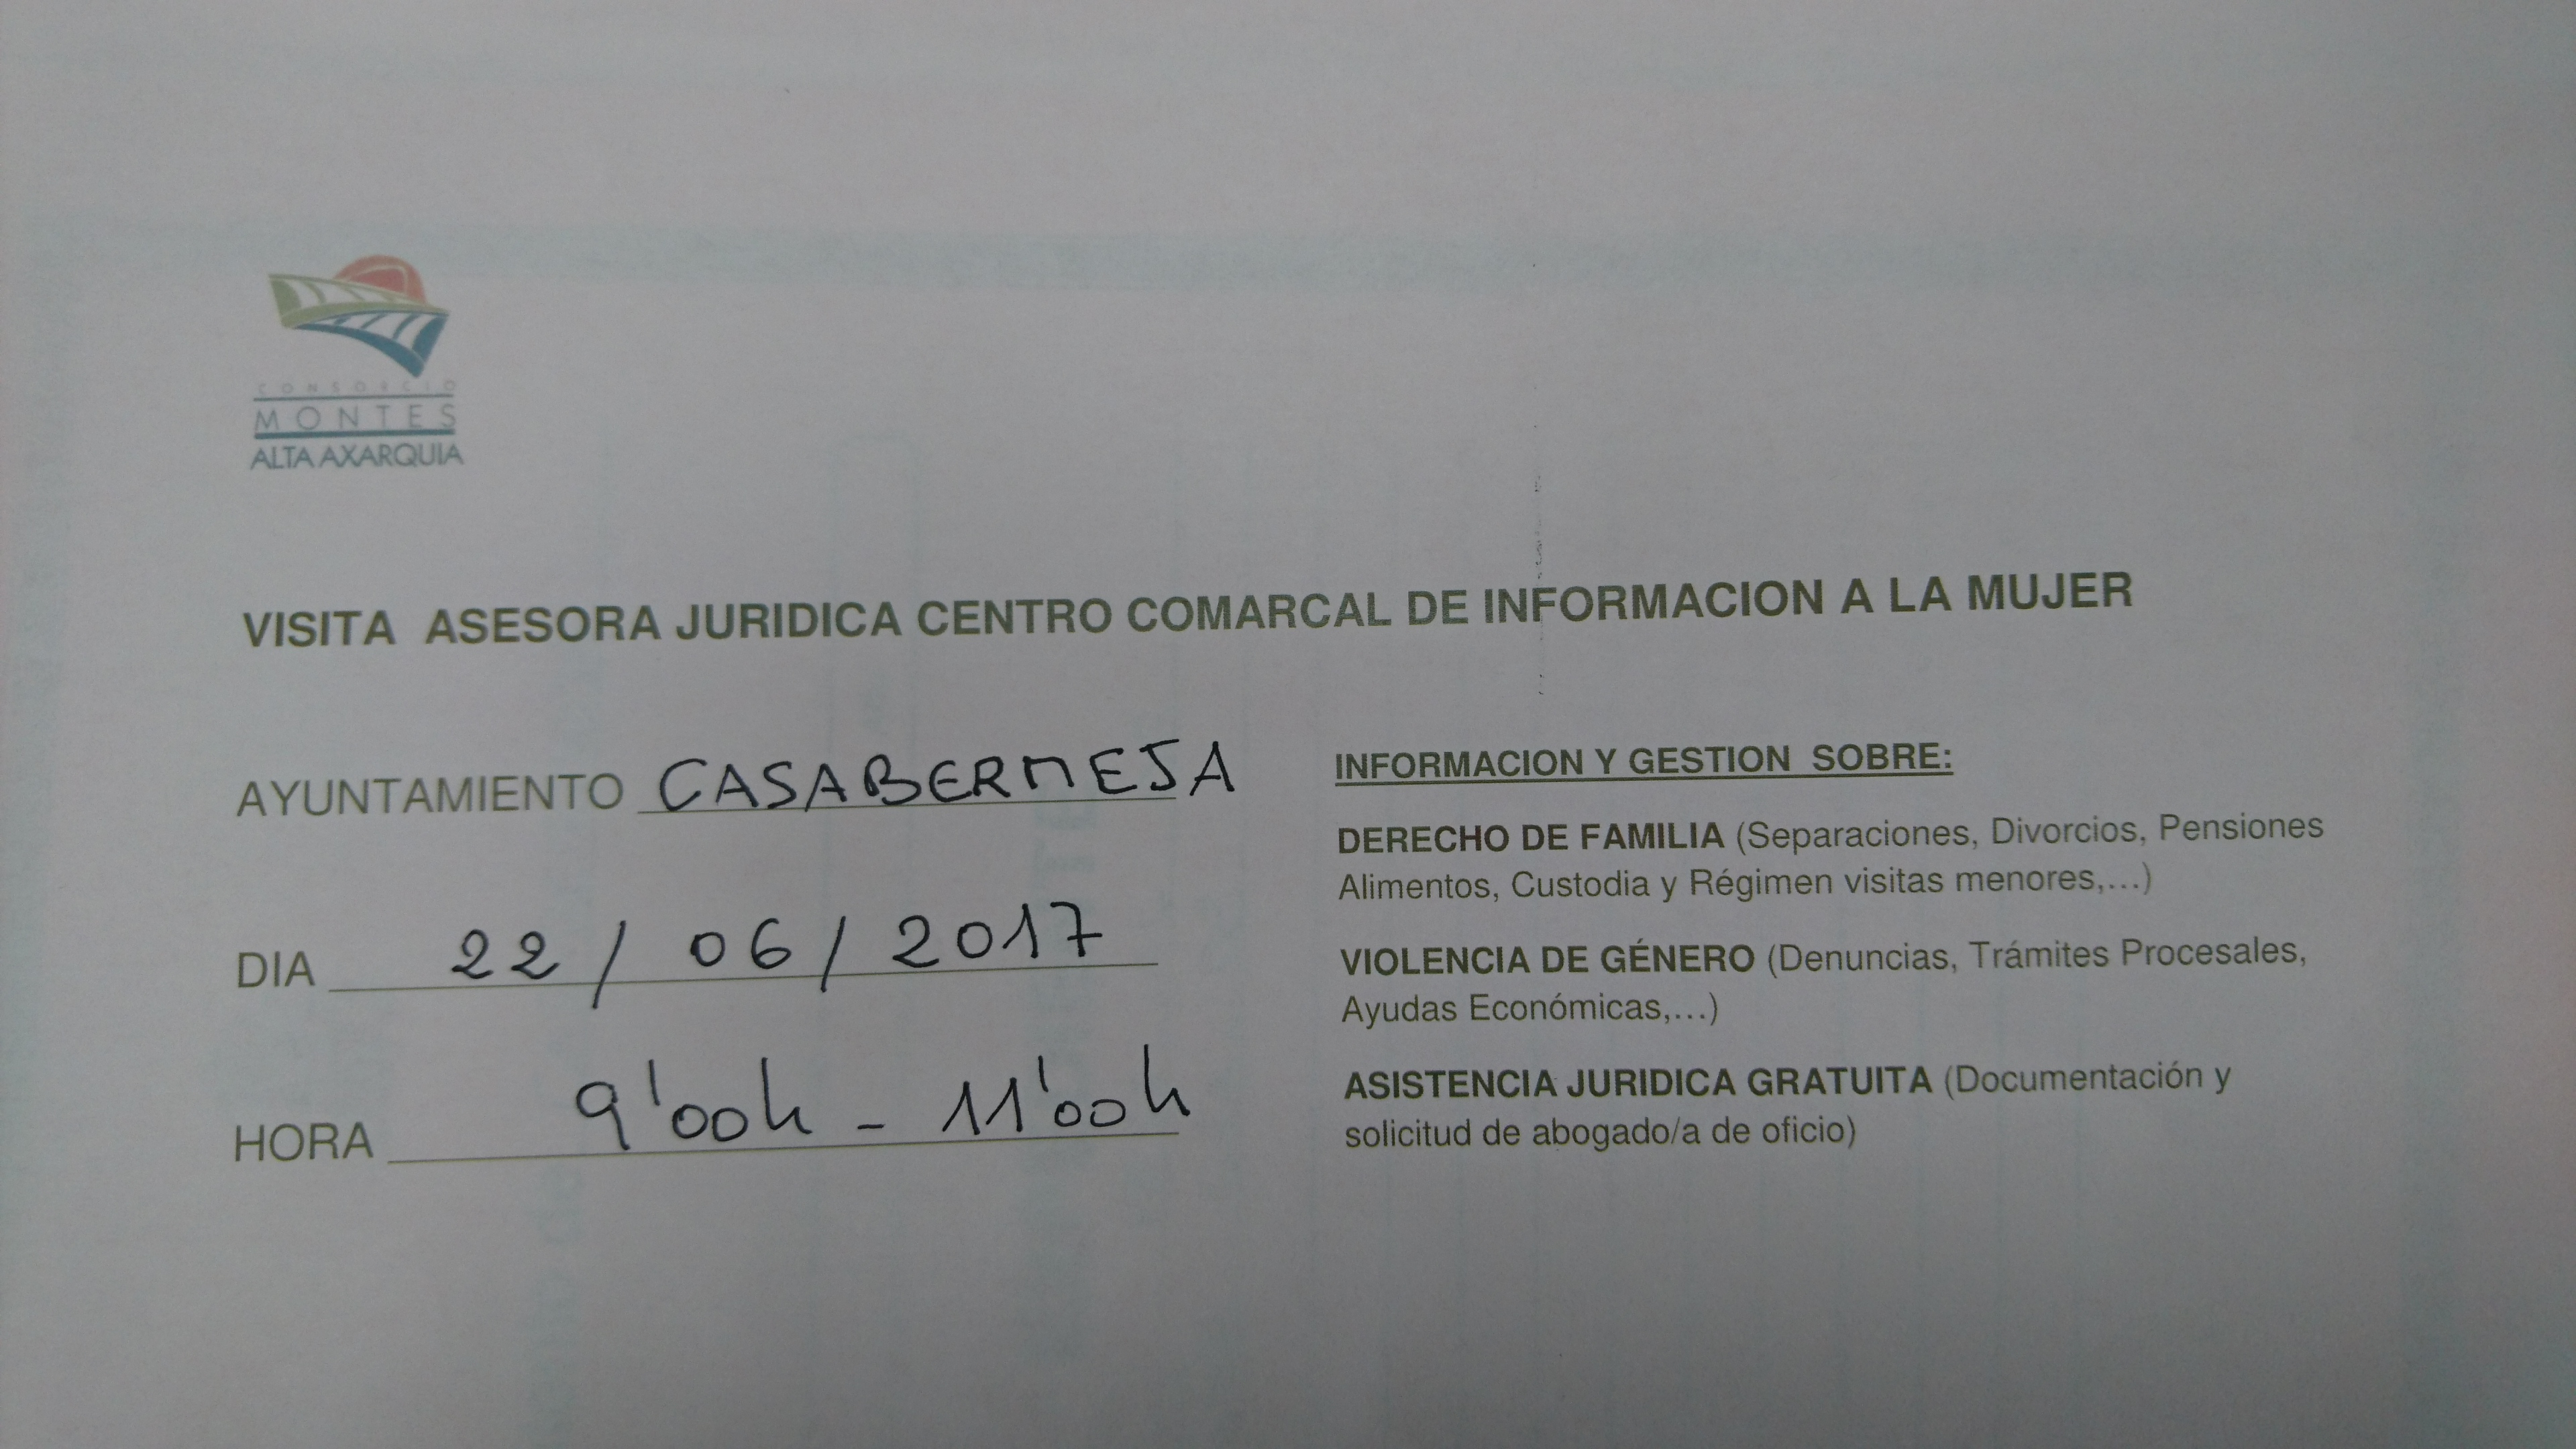 CONSORCIO
MONTES
ALTA AXARQUIA
VISITA ASESORA JURIDICA CENTRO COMARCAL DE INFORMACION A LA MUJER
AYUNTAMIENTO CASABERMEJA
DIA 22/06/2017
HORA 9'00h - 11'00h
INFORMACION Y GESTION SOBRE:
DERECHO DE FAMILIA (Separaciones, Divorcios, Pensiones
Alimentos, Custodia y Régimen visitas menores,...)
VIOLENCIA DE GÉNERO (Denuncias, Trámites Procesales,
Ayudas Económicas,...)
ASISTENCIA JURIDICA GRATUITA (Documentación y
solicitud de abogado/a de oficio)